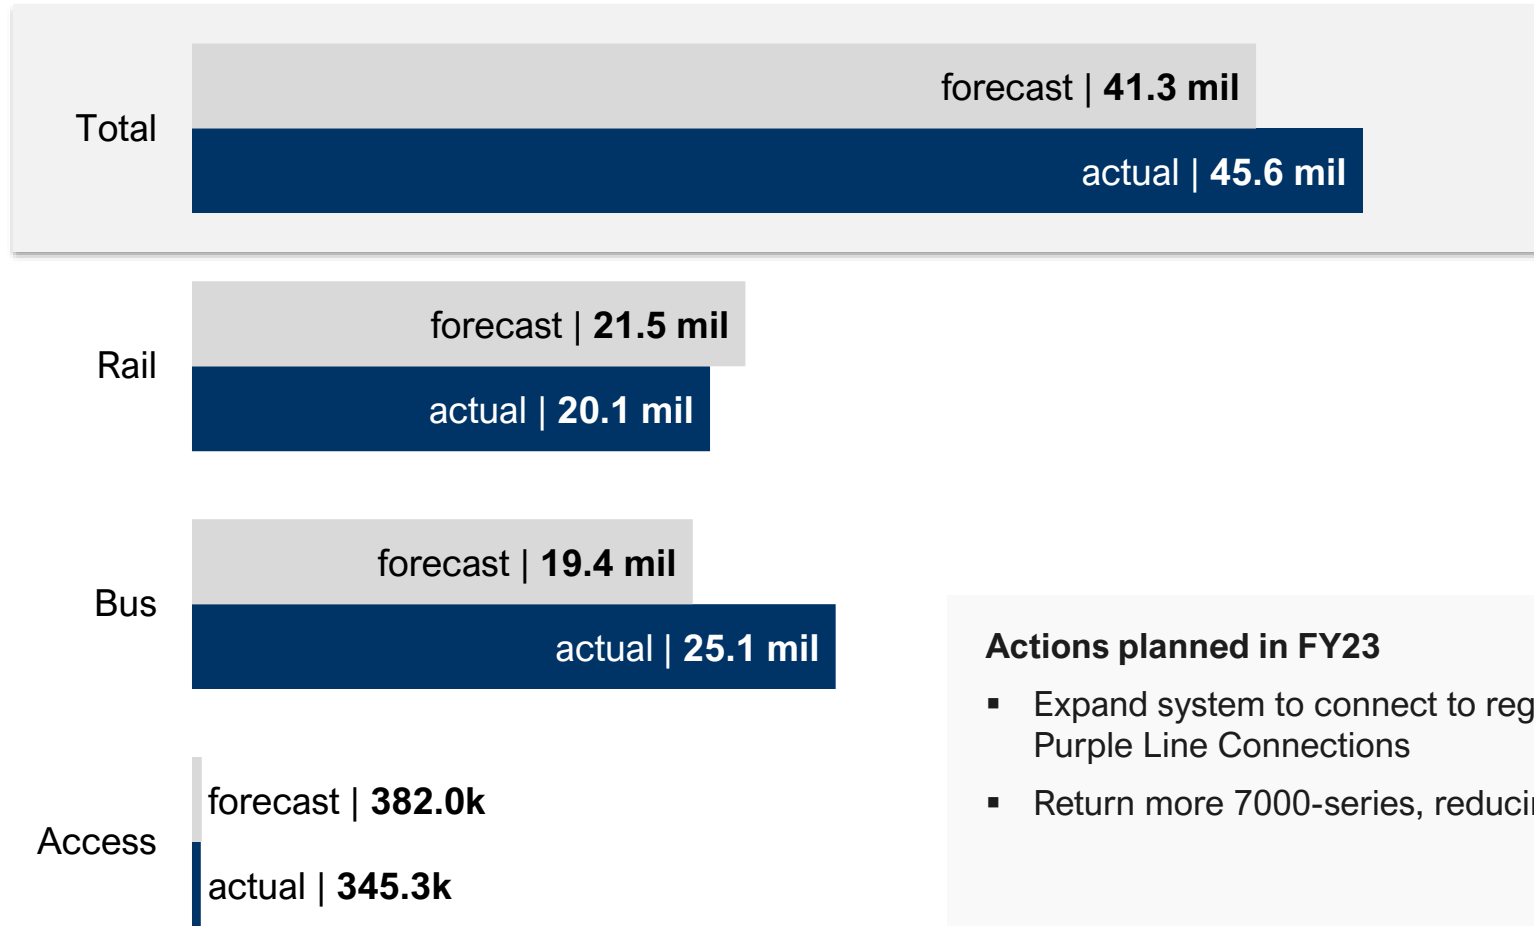 Total
forecast | 41.3 mil
actual | 45.6 mil
Rail
forecast | 21.5 mil
actual | 20.1 mil
Bus
forecast | 19.4 mil
actual | 25.1 mil
Access
forecast | 382.0k
actual | 345.3k
Actions planned in FY23
▪ Expand system to connect to
Purple Line Connections
▪ Return more 7000-series,